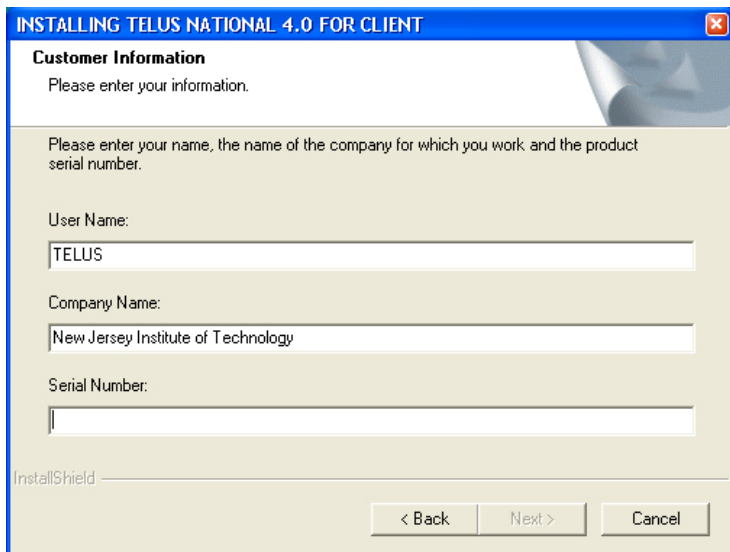 INSTALLING TELUS NATIONAL 4.0 FOR CLIENT
Customer Information
Please enter your information.
Please enter your name, the name of the company for which you work and the product
serial number.
User Name:
TELUS
Company Name:
New Jersey Institute of Technology
Serial Number:
InstallShield
< Back
Next >
Cancel